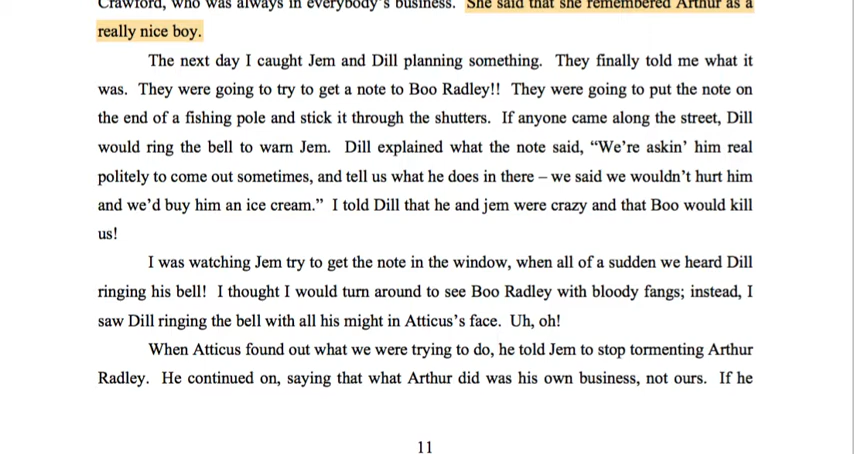 Crawford, who was always in everybody's business.  She said that she remembered Arthur as a
really nice boy.
The next day I caught Jem and Dill planning something.  They finally told me what it
was.  They were going to try to get a note to Boo Radley!!  They were going to put the note on
the end of a fishing pole and stick it through the shutters.  If anyone came along the street, Dill
would ring the bell to warn Jem.  Dill explained what the note said, “We’re askin’ him real
politely to come out sometimes, and tell us what he does in there – we said we wouldn’t hurt him
and we’d buy him an ice cream.”  I told Dill that he and jem were crazy and that Boo would kill
us!
I was watching Jem try to get the note in the window, when all of a sudden we heard Dill
ringing his bell!  I thought I would turn around to see Boo Radley with bloody fangs; instead, I
saw Dill ringing the bell with all his might in Atticus’s face.  Uh, oh!
When Atticus found out what we were trying to do, he told Jem to stop tormenting Arthur
Radley.  He continued on, saying that what Arthur did was his own business, not ours.  If he
11